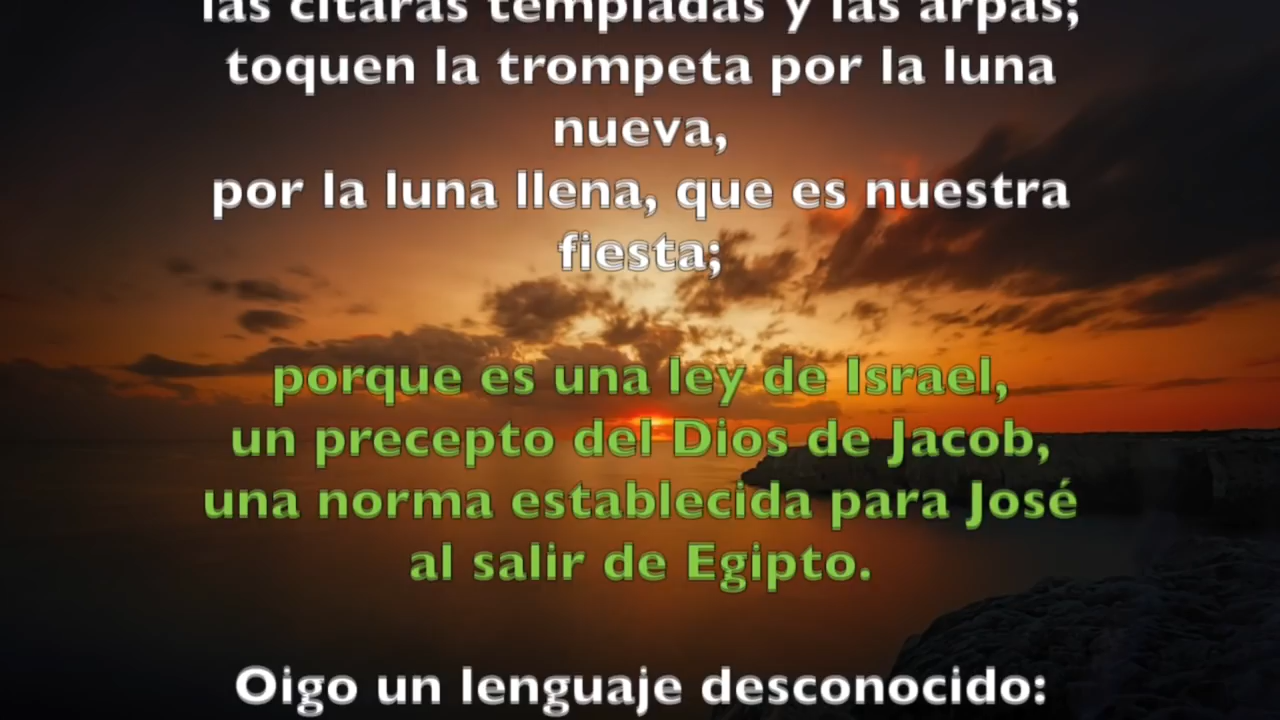 las cítaras templadas y las arpas;
toquen la trompeta por la luna
nueva,
por la luna llena, que es nuestra
fiesta;
porque es una ley de Israel,
un precepto del Dios de Jacob,
una norma establecida para José
al salir de Egipto.
Oigo un lenguaje desconocido: